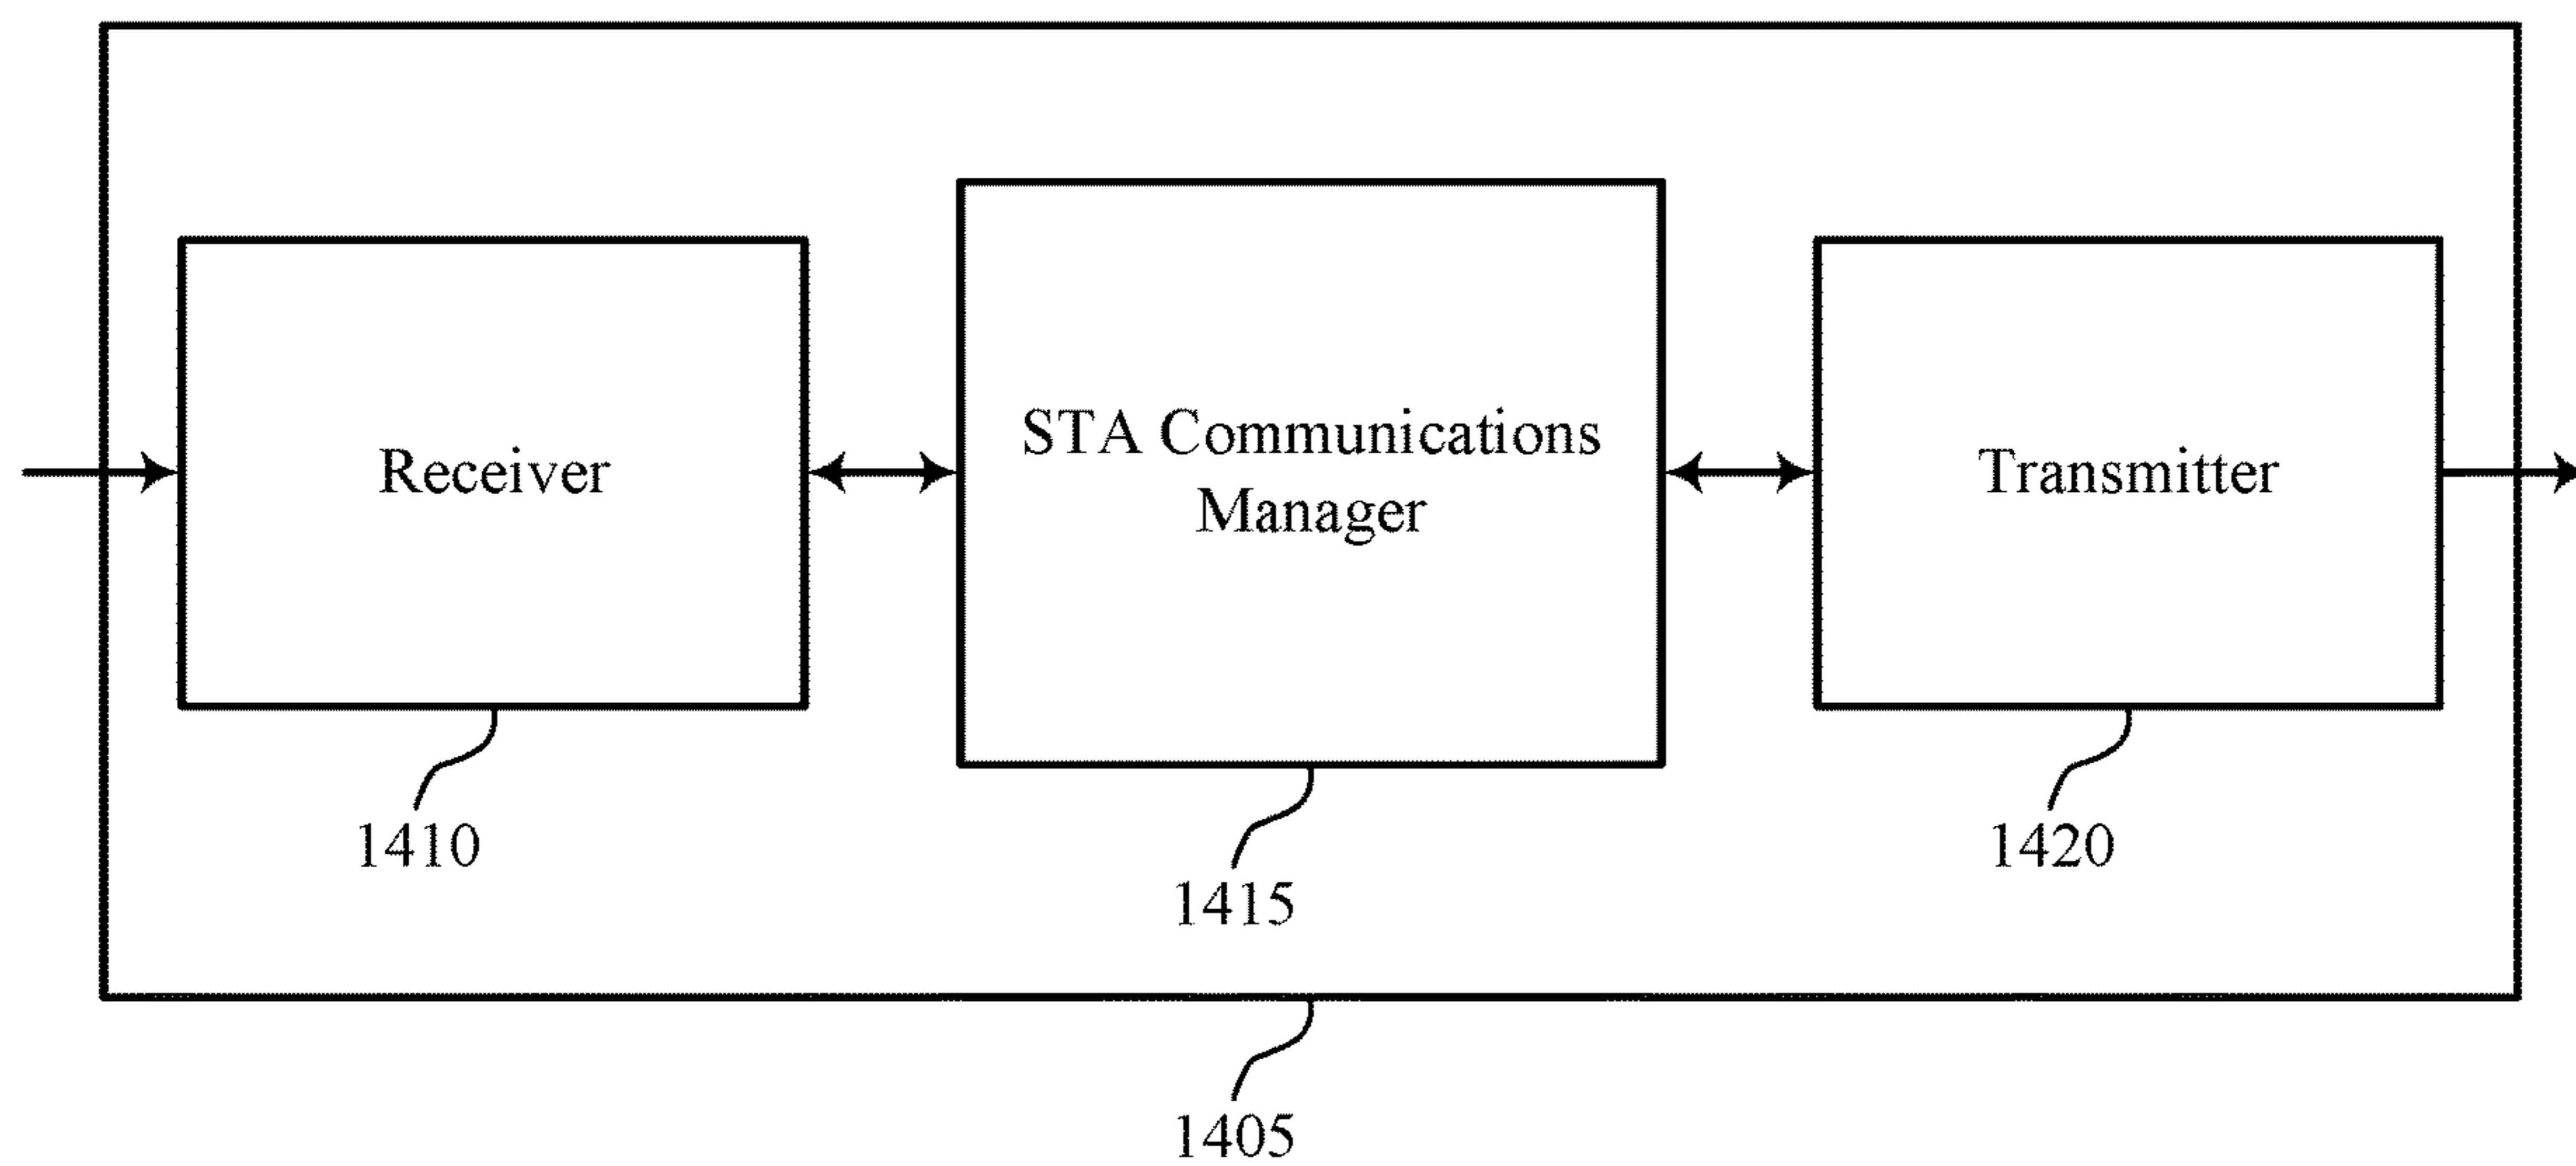 Receiver
STA Communications
Manager
Transmitter
1410
1415
1420
1405